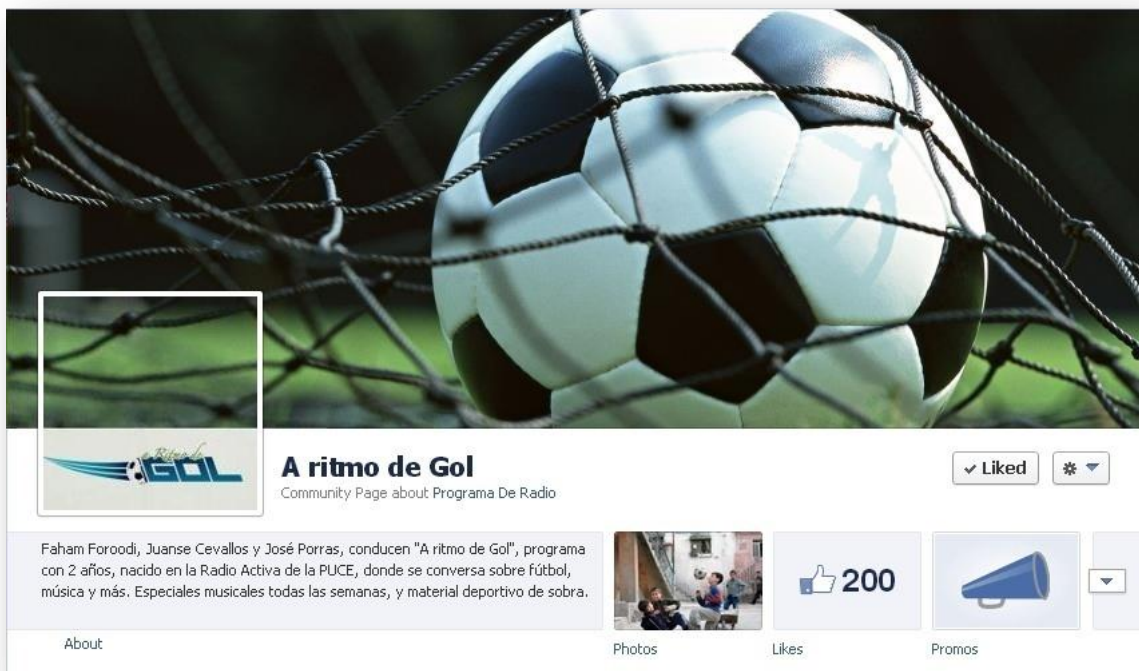 a Ritmo de
GOL
A ritmo de Gol
Community Page about Programa De Radio
✓ Liked
Faham Foroodi, Juanse Cevallos y José Porras, conducen "A ritmo de Gol", programa
con 2 años, nacido en la Radio Activa de la PUCE, donde se conversa sobre fútbol,
música y más. Especiales musicales todas las semanas, y material deportivo de sobra.
About
200
Photos
Likes
Promos